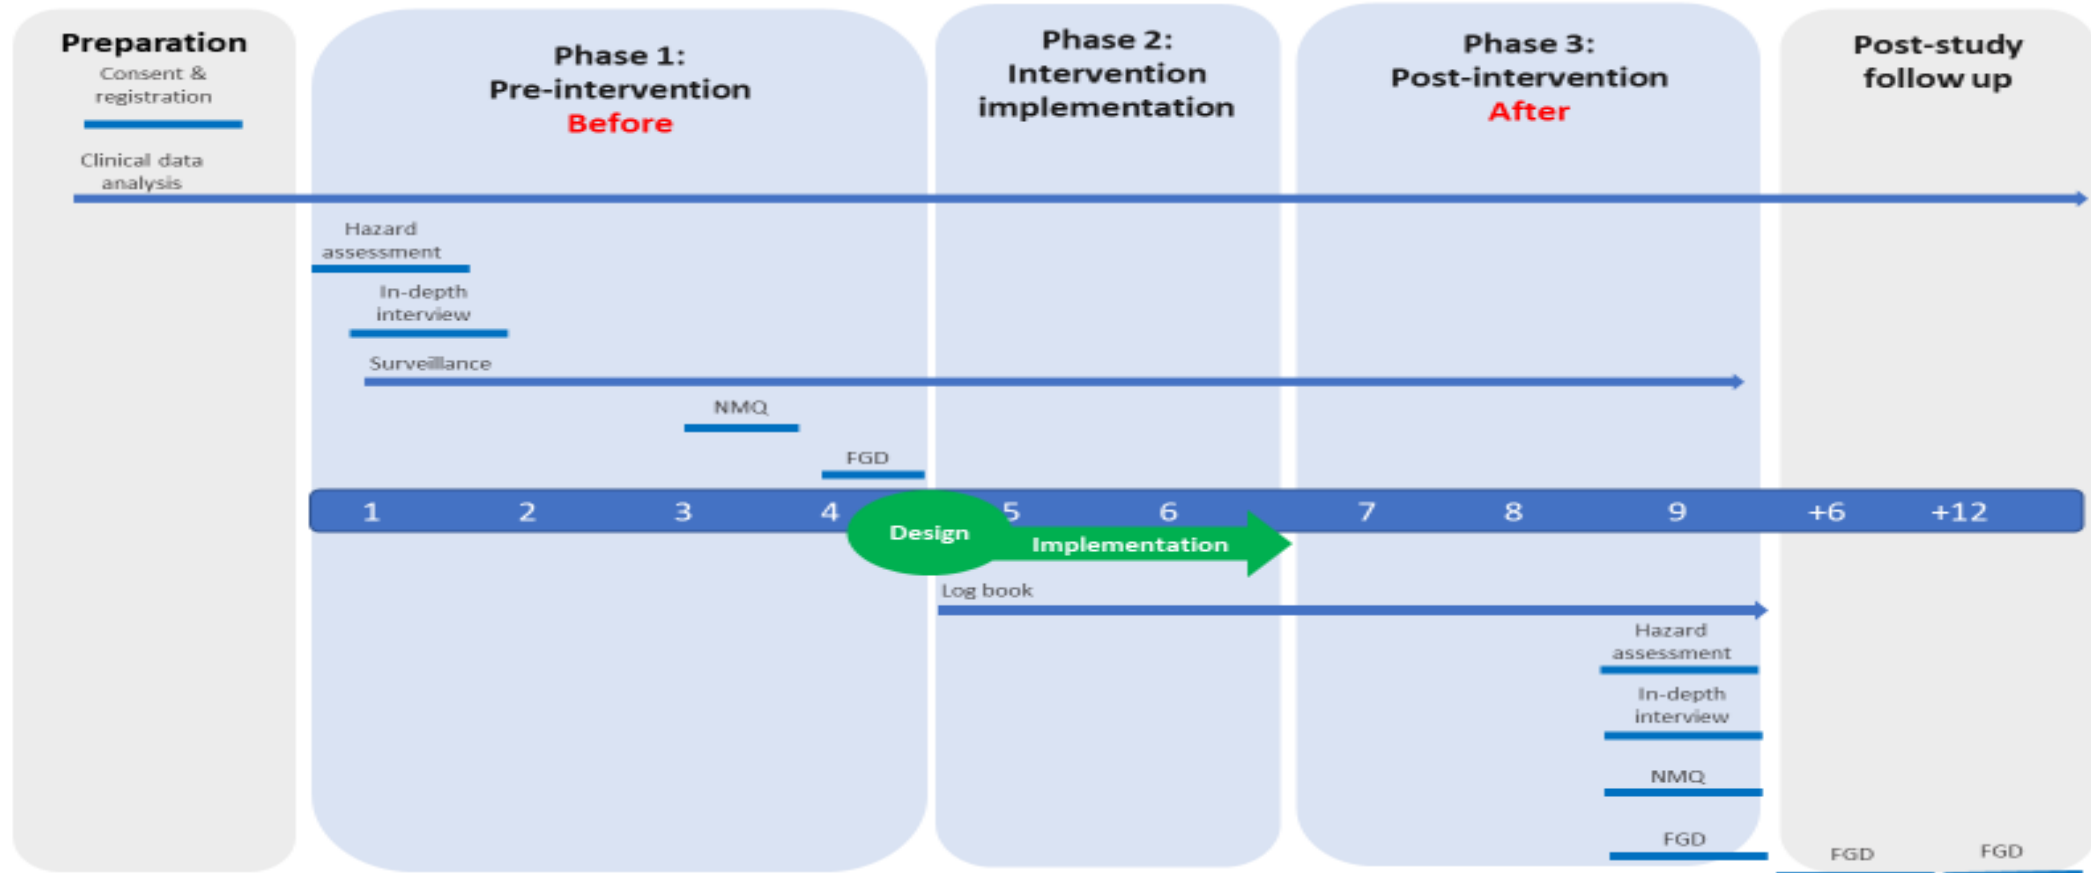 Preparation
Consent &
registration
Clinical data
analysis
Phase 1:
Pre-intervention
Before
Phase 2:
Intervention
implementation
Phase 3:
Post-intervention
After
Post-study
follow up
Hazard
assessment
In-depth
interview
Surveillance
NMQ
FGD
1 2 3 4 5 6 7 8 9 +6 +12
Design
Implementation
Log book
Hazard
assessment
In-depth
interview
NMQ
FGD
FGD
FGD